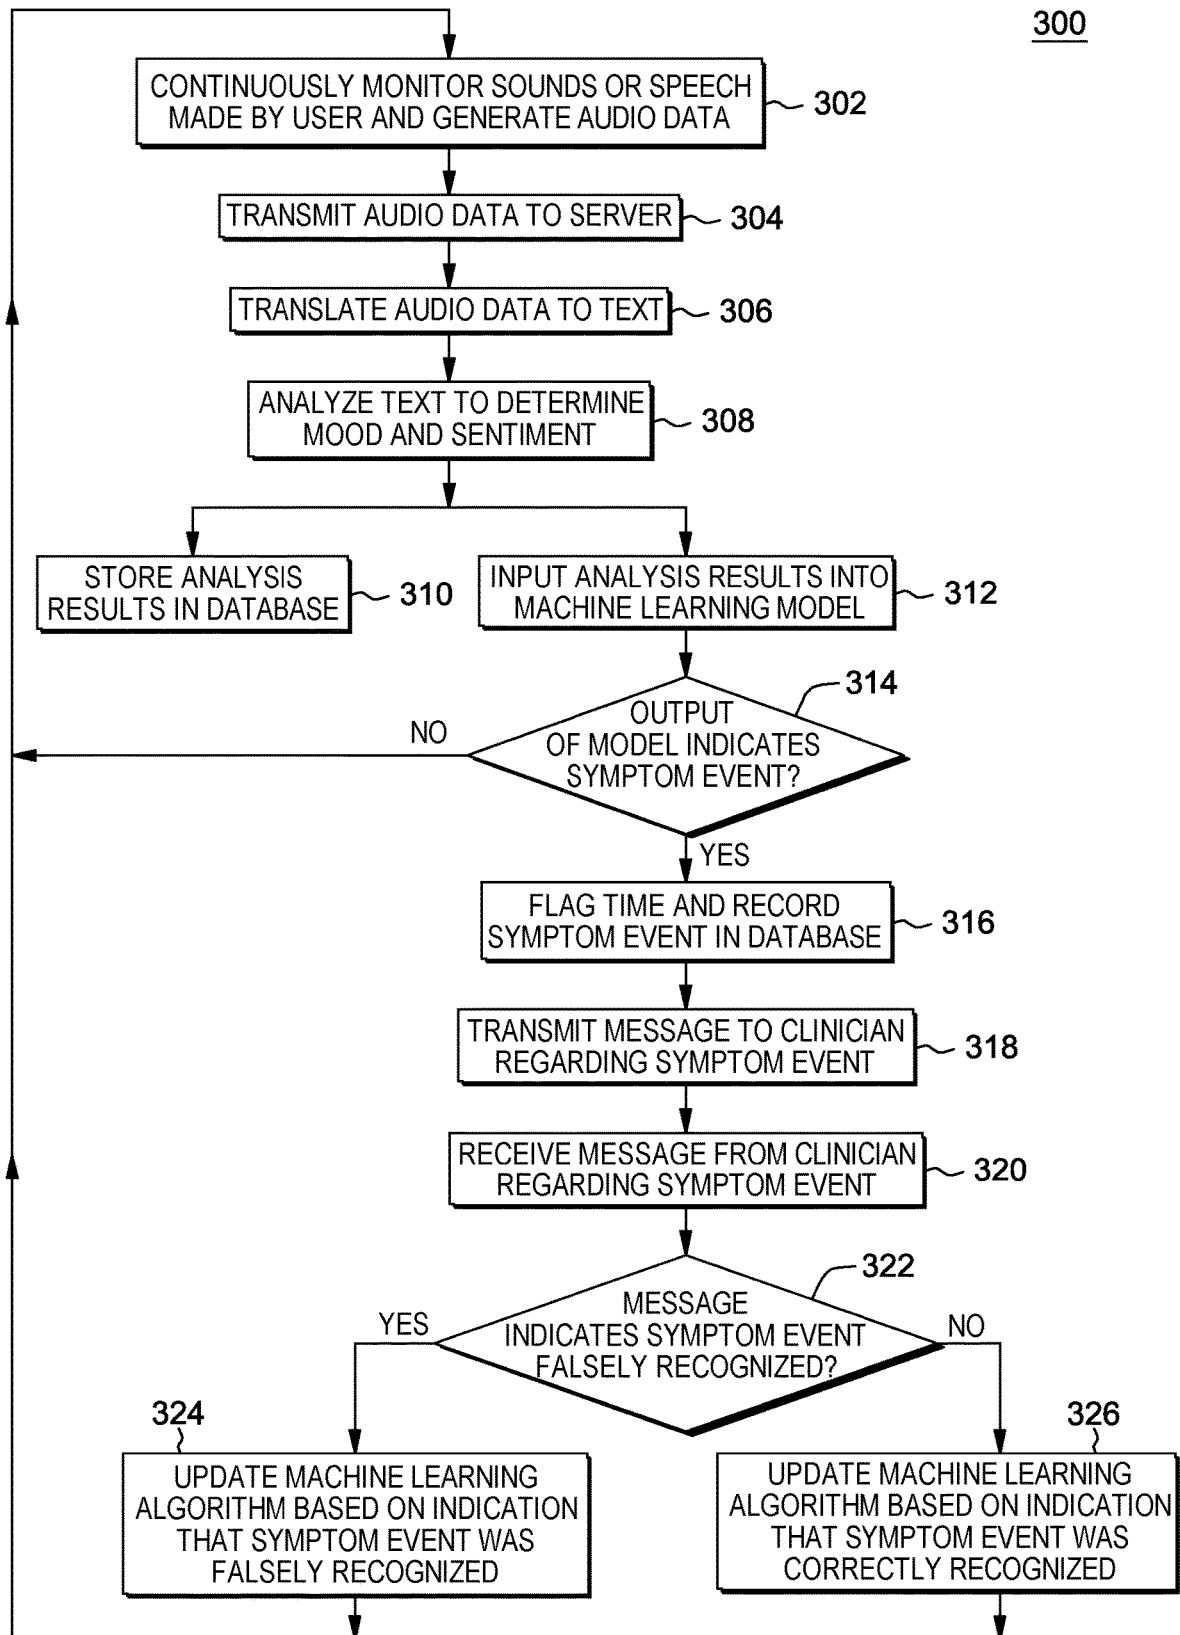 300
CONTINUOUSLY MONITOR SOUNDS OR SPEECH
MADE BY USER AND GENERATE AUDIO DATA
302
TRANSMIT AUDIO DATA TO SERVER
304
TRANSLATE AUDIO DATA TO TEXT
306
ANALYZE TEXT TO DETERMINE
MOOD AND SENTIMENT
308
STORE ANALYSIS
RESULTS IN DATABASE
310
INPUT ANALYSIS RESULTS INTO
MACHINE LEARNING MODEL
312
314
OUTPUT
OF MODEL INDICATES
SYMPTOM EVENT?
NO
YES
FLAG TIME AND RECORD
SYMPTOM EVENT IN DATABASE
316
TRANSMIT MESSAGE TO CLINICIAN
REGARDING SYMPTOM EVENT
318
RECEIVE MESSAGE FROM CLINICIAN
REGARDING SYMPTOM EVENT
320
322
MESSAGE
INDICATES SYMPTOM EVENT
FALSELY RECOGNIZED?
YES
NO
324
UPDATE MACHINE LEARNING
ALGORITHM BASED ON INDICATION
THAT SYMPTOM EVENT WAS
FALSELY RECOGNIZED
326
UPDATE MACHINE LEARNING
ALGORITHM BASED ON INDICATION
THAT SYMPTOM EVENT WAS
CORRECTLY RECOGNIZED